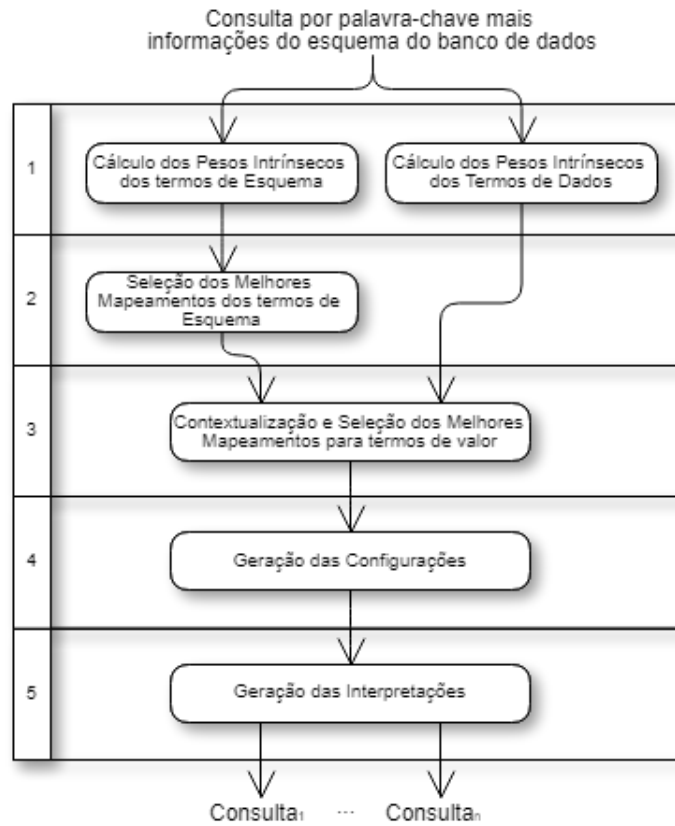 Consulta por palavra-chave mais
informações do esquema do banco de dados
1
Cálculo dos Pesos Intrínsecos
dos termos de Esquema
Cálculo dos Pesos Intrínsecos
dos Termos de Dados
2
Seleção dos Melhores
Mapeamentos dos termos de
Esquema
3
Contextualização e Seleção dos Melhores
Mapeamentos para termos de valor
4
Geração das Configurações
5
Geração das Interpretações
Consulta₁ ... Consultaₙ